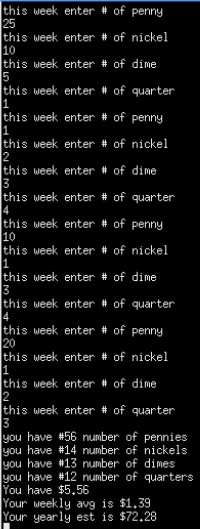 this week enter # of penny
25
this week enter # of nickel
10
this week enter # of dime
5
this week enter # of quarter
1
this week enter # of penny
1
this week enter # of nickel
2
this week enter # of dime
3
this week enter # of quarter
4
this week enter # of penny
10
this week enter # of nickel
1
this week enter # of dime
3
this week enter # of quarter
4
this week enter # of penny
20
this week enter # of nickel
1
this week enter # of dime
2
this week enter # of quarter
3
you have #56 number of pennies
you have #14 number of nickels
you have #13 number of dimes
you have #12 number of quarters
You have $5.56
Your weekly avg is $1.39
Your yearly est is $72.28